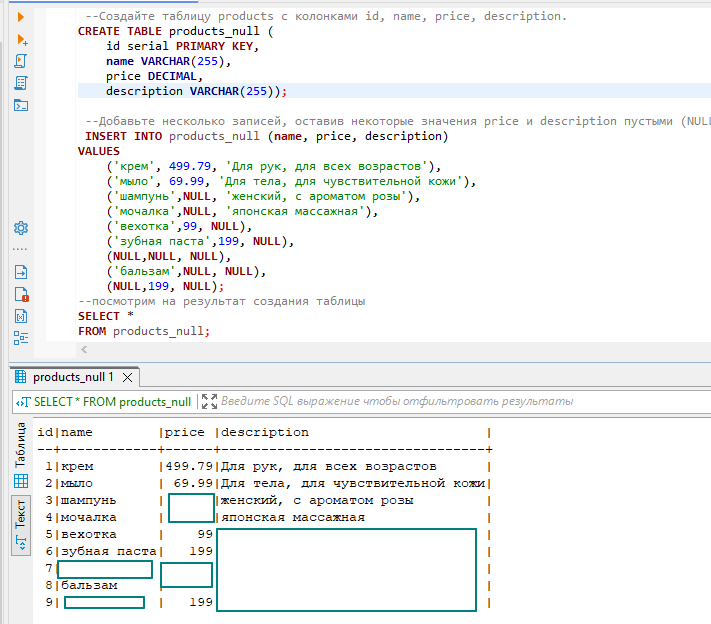 --Создайте таблицу products с колонками id, name, price, description.
CREATE TABLE products_null (
id serial PRIMARY KEY,
name VARCHAR(255),
price DECIMAL,
description VARCHAR(255));
--Добавьте несколько записей, оставив некоторые значения price и description пустыми (NULL
INSERT INTO products_null (name, price, description)
VALUES
('крем', 499.79, 'Для рук, для всех возрастов'),
('мыло', 69.99, 'Для тела, для чувствительной кожи'),
('шампунь',NULL, 'женский, с ароматом розы'),
('мочалка',NULL, 'японская массажная'),
('вехотка',99, NULL),
('зубная паста',199, NULL),
(NULL,NULL, NULL),
('бальзам',NULL, NULL),
(NULL,199, NULL);
--посмотрим на результат создания таблицы
SELECT *
FROM products_null;
products_null 1
SELECT * FROM products_null
Введите SQL выражение чтобы отфильтровать результаты
Таблица
Текст
id|name |price |description |
--+------------+------+---------------------------------+
1|крем |499.79|Для рук, для всех возрастов |
2|мыло | 69.99|Для тела, для чувствительной кожи|
3|шампунь | |женский, с ароматом розы |
4|мочалка | |японская массажная |
5|вехотка | 99| |
6|зубная паста| 199| |
7| | | |
8|бальзам | | |
9| | 199| |